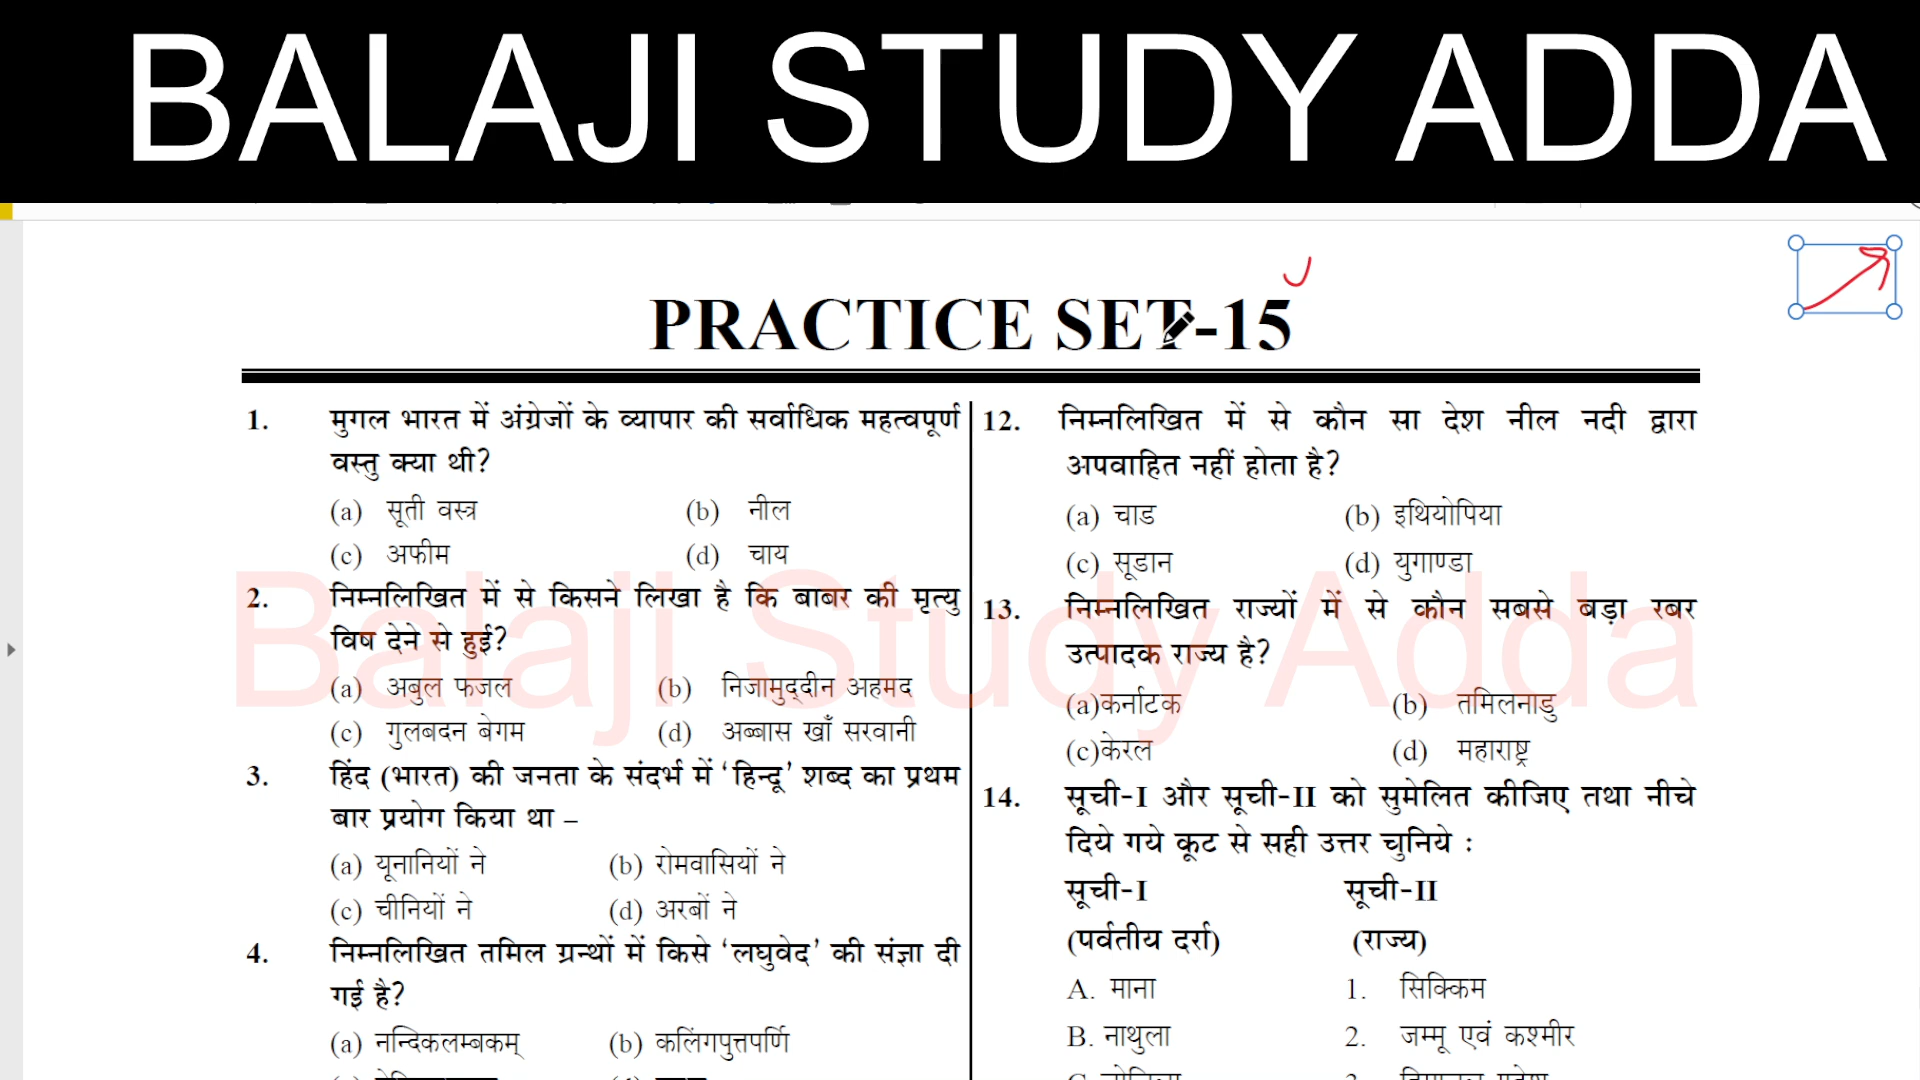 BALAJI STUDY ADDA
PRACTICE SET-15
1. मुगल भारत में अंग्रेजों के व्यापार की सर्वाधिक महत्वपूर्ण
वस्तु क्या थी?
(a) सूती वस्त्र (b) नील
(c) अफीम (d) चाय
2. निम्नलिखित में से किसने लिखा है कि बाबर की मृत्यु
विष देने से हुई?
(a) अबुल फजल (b) निजामुद्दीन अहमद
(c) गुलबदन बेगम (d) अब्बास खाँ सरवानी
3. हिंद (भारत) की जनता के संदर्भ में ‘हिन्दू’ शब्द का प्रथम
बार प्रयोग किया था –
(a) यूनानियों ने (b) रोमवासियों ने
(c) चीनियों ने (d) अरबों ने
4. निम्नलिखित तमिल ग्रन्थों में किसे ‘लघुवेद’ की संज्ञा दी
गई है?
(a) नन्दिकलम्बकम् (b) कलिंगपुत्तपर्णि
12. निम्नलिखित में से कौन सा देश नील नदी द्वारा
अपवाहित नहीं होता है?
(a) चाड (b) इथियोपिया
(c) सूडान (d) युगाण्डा
13. निम्नलिखित राज्यों में से कौन सबसे बड़ा रबर
उत्पादक राज्य है?
(a)कर्नाटक (b) तमिलनाडु
(c)केरल (d) महाराष्ट्र
14. सूची-I और सूची-II को सुमेलित कीजिए तथा नीचे
दिये गये कूट से सही उत्तर चुनिये :
सूची-I सूची-II
(पर्वतीय दर्रा) (राज्य)
A. माना 1. सिक्किम
B. नाथुला 2. जम्मू एवं कश्मीर
Balaji Study Adda